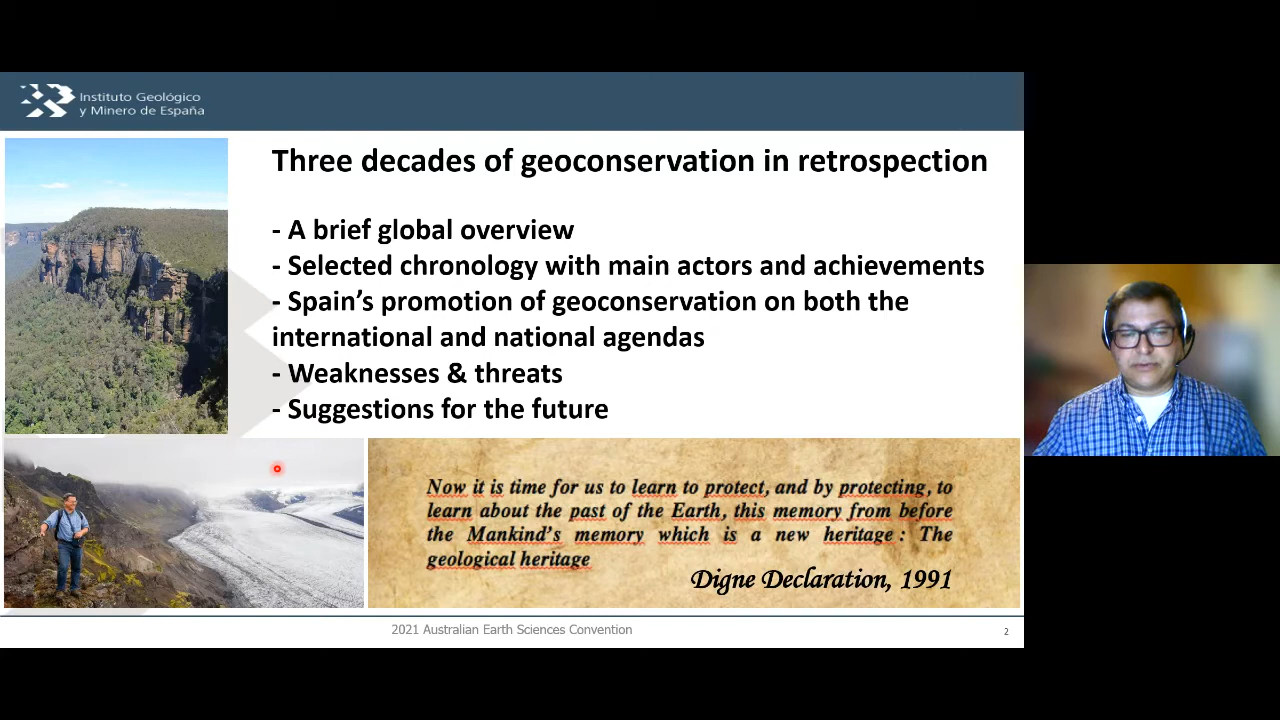 Instituto Geológico
y Minero de España
Three decades of geoconservation in retrospection
- A brief global overview
- Selected chronology with main actors and achievements
- Spain’s promotion of geoconservation on both the
international and national agendas
- Weaknesses & threats
- Suggestions for the future
Now it is time for us to learn to protect, and by protecting, to
learn about the past of the Earth, this memory from before
the Mankind’s memory which is a new heritage : The
geological heritage
Digne Declaration, 1991
2021 Australian Earth Sciences Convention
2